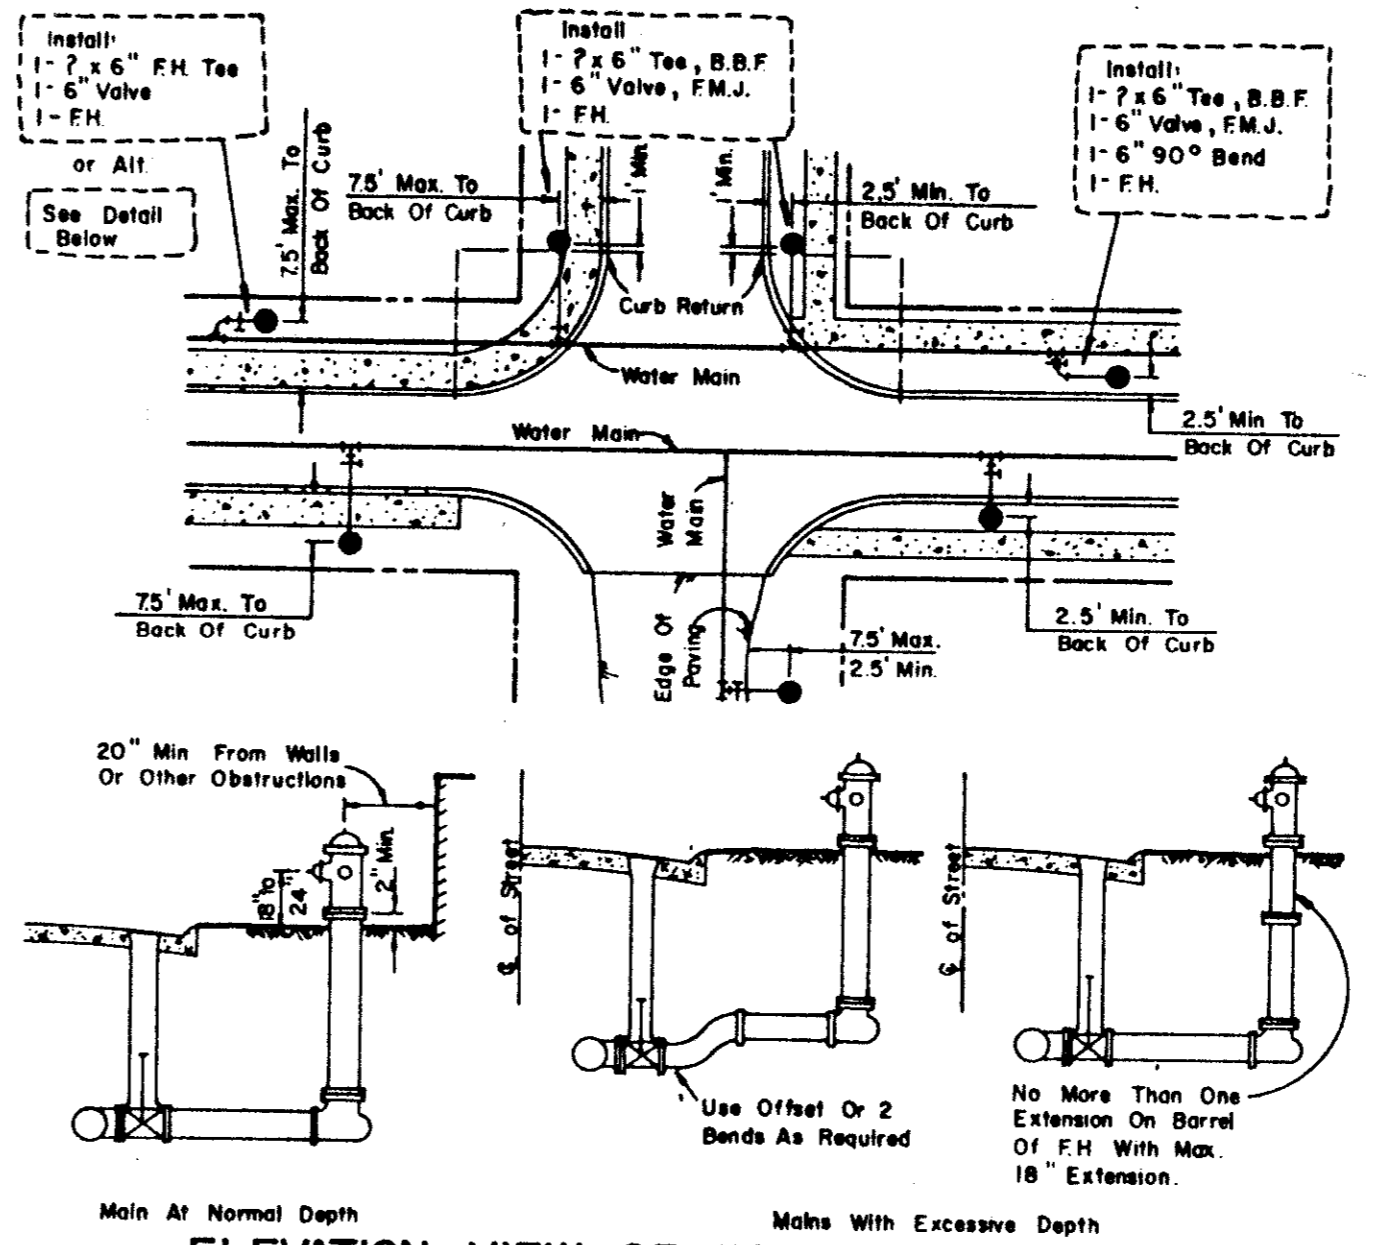 Install:
1- ? x 6" F.H. Tee
1- 6" Valve
1- F.H.
or Alt.
See Detail
Below
7.5' Max. To
Back Of Curb
Install
1- ? x 6" Tee, B.B.F.
1- 6" Valve, F.M.J.
1- F.H.
7.5' Max. To
Back Of Curb
1' Min.
1' Min.
2.5' Min. To
Back Of Curb
Install:
1- ? x 6" Tee, B.B.F.
1- 6" Valve, F.M.J.
1- 6" 90° Bend
1- F.H.
Curb Return
Water Main
Water Main
2.5' Min To
Back Of Curb
Water
Main
7.5' Max. To
Back Of Curb
Edge Of
Paving
7.5' Max.
2.5' Min.
2.5' Min. To
Back Of Curb
20" Min From Walls
Or Other Obstructions
18" to
24"
2" Min.
℄ of Street
℄ of Street
Use Offset Or 2
Bends As Required
No More Than One
Extension On Barrel
Of F.H With Max.
18" Extension.
Main At Normal Depth
Mains With Excessive Depth